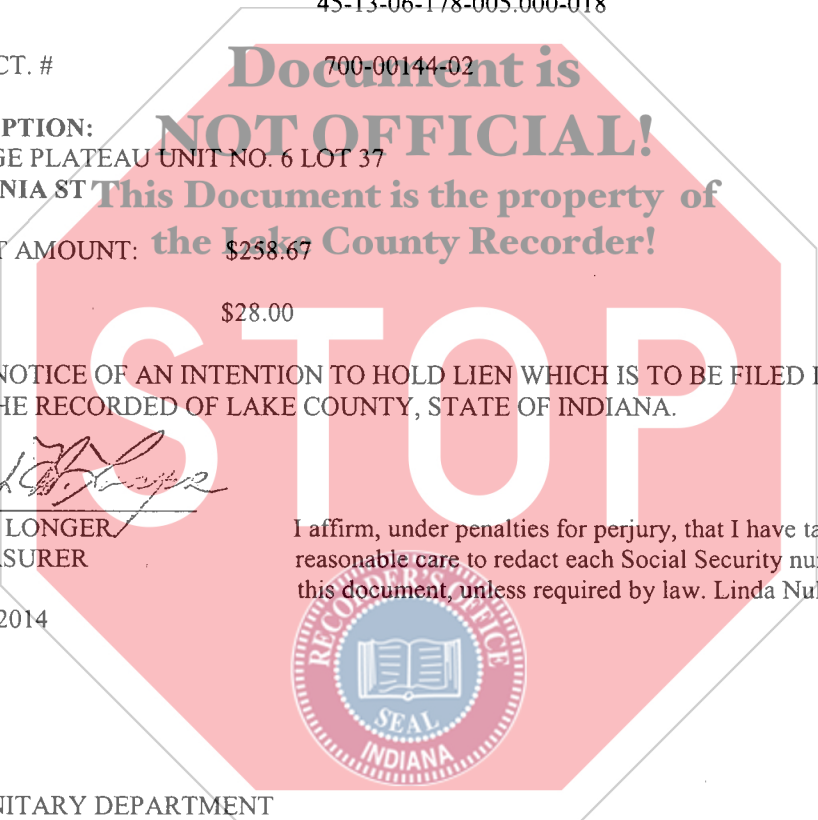 45-13-06-178-005.000-018
CT. # 700-00144-02
Document is
NOT OFFICIAL!
This Document is the property of
the Lake County Recorder!
PTION:
GE PLATEAU UNIT NO. 6 LOT 37
NIA ST
T AMOUNT: $258.67
$28.00
STOP
NOTICE OF AN INTENTION TO HOLD LIEN WHICH IS TO BE FILED I
HE RECORDED OF LAKE COUNTY, STATE OF INDIANA.
LONGER
SURER
2014
I affirm, under penalties for perjury, that I have ta
reasonable care to redact each Social Security nu
this document, unless required by law. Linda Nu
RECORDER'S OFFICE
SEAL
INDIANA
NITARY DEPARTMENT